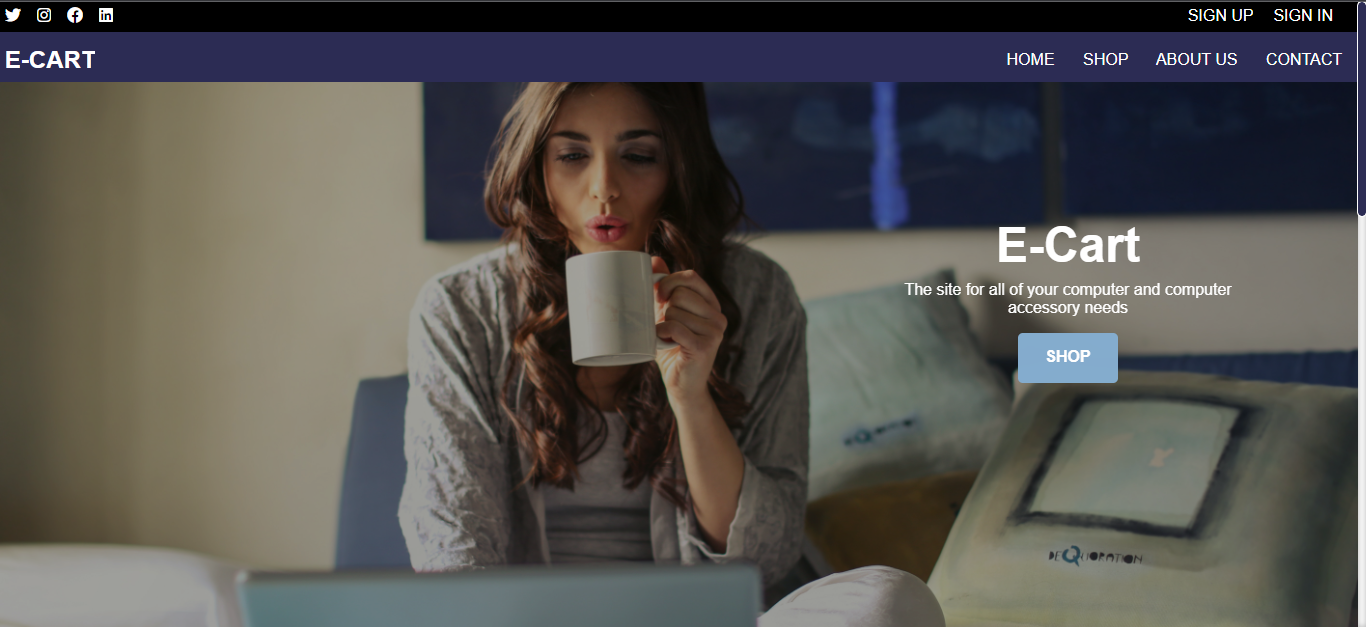 SIGN UP SIGN IN
E-CART
HOME SHOP ABOUT US CONTACT
E-Cart
The site for all of your computer and computer
accessory needs
SHOP
DEQUORATION